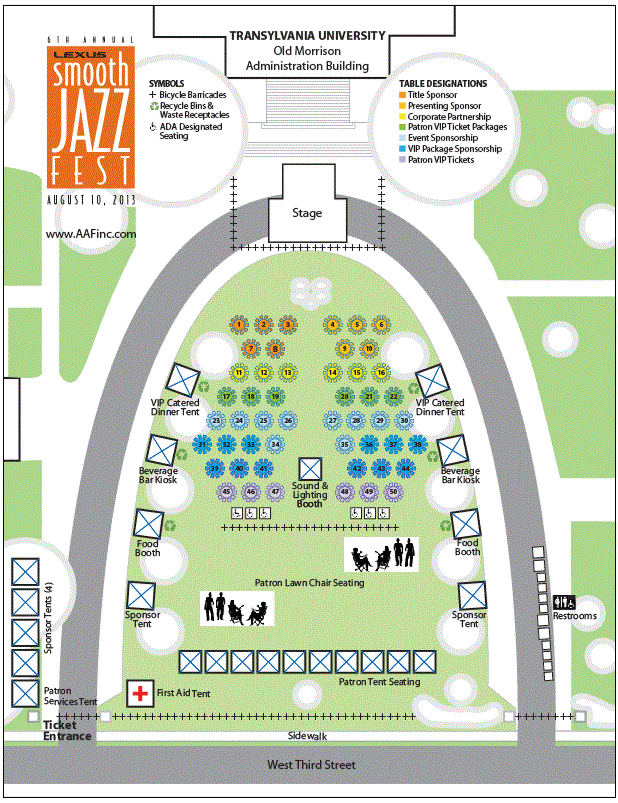 6TH ANNUAL
LEXUS
smooth
JAZZ
FEST
AUGUST 10, 2013
www.AAFinc.com
TRANSYLVANIA UNIVERSITY
Old Morrison
Administration Building
SYMBOLS
Bicycle Barricades
Recycle Bins &
Waste Receptacles
ADA Designated
Seating
TABLE DESIGNATIONS
Title Sponsor
Presenting Sponsor
Corporate Partnership
Patron VIP Ticket Packages
Event Sponsorship
VIP Package Sponsorship
Patron VIP Tickets
Stage
1 2 3 4 5 6
7 8 9 10
11 12 13 14 15 16
17 18 19 20 21 22
VIP Catered
Dinner Tent
VIP Catered
Dinner Tent
23 24 25 26 27 28 29 30
31 32 33 34 35 36 37 38
Beverage
Bar Kiosk
Beverage
Bar Kiosk
39 40 41 42 43 44
Sound &
Lighting
Booth
45 46 47 48 49 50
Food
Booth
Food
Booth
Patron Lawn Chair Seating
Sponsor
Tent
Sponsor
Tent
Restrooms
Sponsor Tents (4)
Patron
Services Tent
First Aid Tent
Patron Tent Seating
Ticket
Entrance
Sidewalk
West Third Street